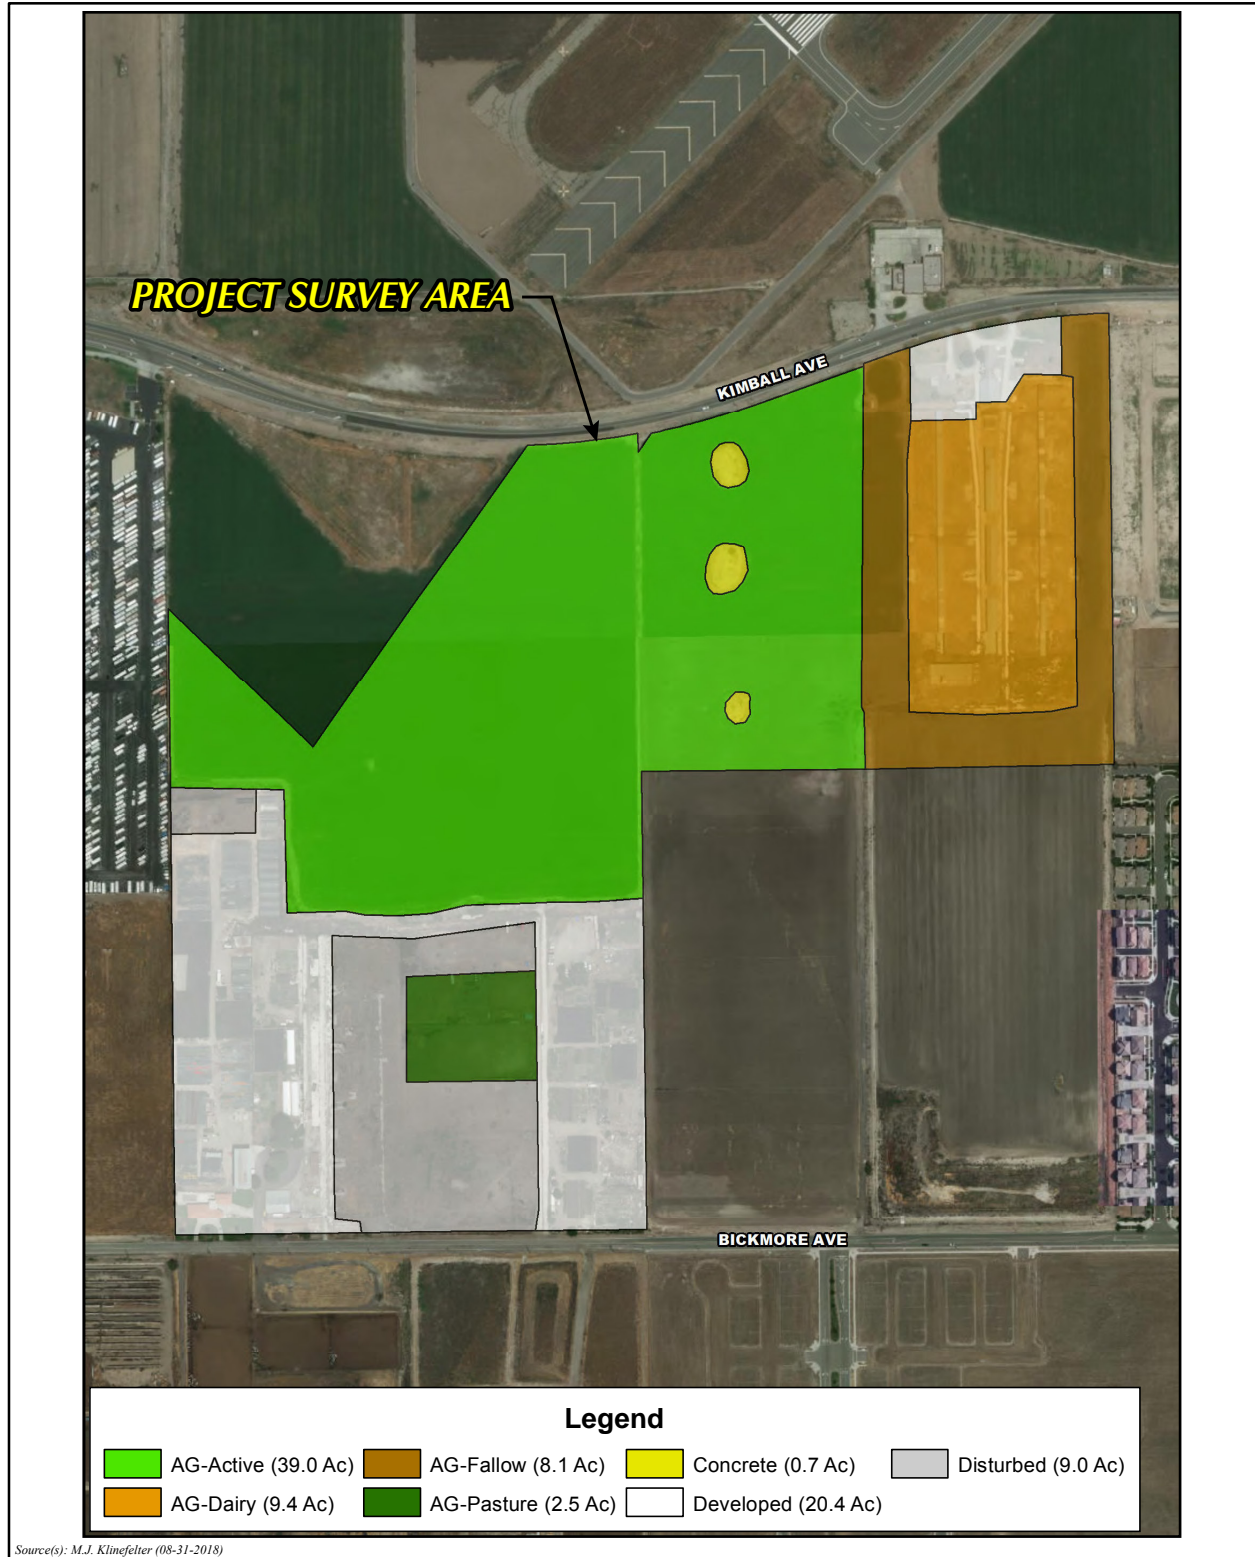 PROJECT SURVEY AREA
KIMBALL AVE
BICKMORE AVE
Legend
AG-Active (39.0 Ac)
AG-Fallow (8.1 Ac)
Concrete (0.7 Ac)
Disturbed (9.0 Ac)
AG-Dairy (9.4 Ac)
AG-Pasture (2.5 Ac)
Developed (20.4 Ac)
Source(s): M.J. Klinefelter (08-31-2018)